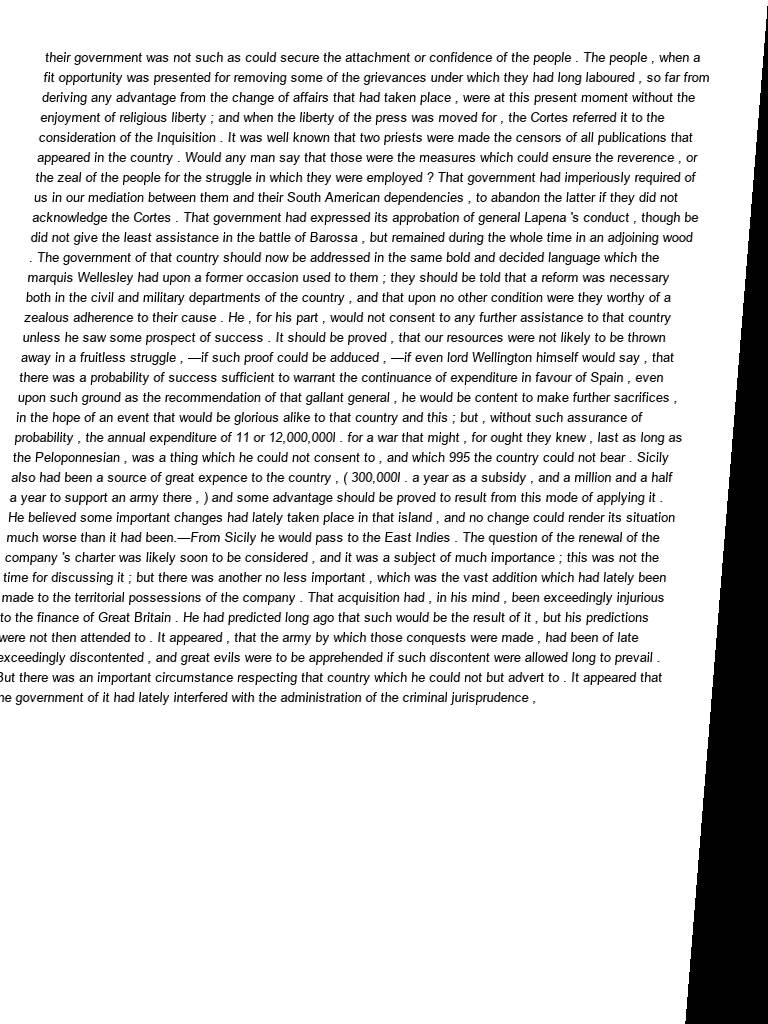 their government was not such as could secure the attachment or confidence of the people . The people , when a
fit opportunity was presented for removing some of the grievances under which they had long laboured , so far from
deriving any advantage from the change of affairs that had taken place , were at this present moment without the
enjoyment of religious liberty ; and when the liberty of the press was moved for , the Cortes referred it to the
consideration of the Inquisition . It was well known that two priests were made the censors of all publications that
appeared in the country . Would any man say that those were the measures which could ensure the reverence , or
the zeal of the people for the struggle in which they were employed ? That government had imperiously required of
us in our mediation between them and their South American dependencies , to abandon the latter if they did not
acknowledge the Cortes . That government had expressed its approbation of general Lapena 's conduct , though be
did not give the least assistance in the battle of Barossa , but remained during the whole time in an adjoining wood
. The government of that country should now be addressed in the same bold and decided language which the
marquis Wellesley had upon a former occasion used to them ; they should be told that a reform was necessary
both in the civil and military departments of the country , and that upon no other condition were they worthy of a
zealous adherence to their cause . He , for his part , would not consent to any further assistance to that country
unless he saw some prospect of success . It should be proved , that our resources were not likely to be thrown
away in a fruitless struggle , —if such proof could be adduced , —if even lord Wellington himself would say , that
there was a probability of success sufficient to warrant the continuance of expenditure in favour of Spain , even
upon such ground as the recommendation of that gallant general , he would be content to make further sacrifices ,
in the hope of an event that would be glorious alike to that country and this ; but , without such assurance of
probability , the annual expenditure of 11 or 12,000,000l . for a war that might , for ought they knew , last as long as
the Peloponnesian , was a thing which he could not consent to , and which 995 the country could not bear . Sicily
also had been a source of great expence to the country , ( 300,000l . a year as a subsidy , and a million and a half
a year to support an army there , ) and some advantage should be proved to result from this mode of applying it .
He believed some important changes had lately taken place in that island , and no change could render its situation
much worse than it had been.—From Sicily he would pass to the East Indies . The question of the renewal of the
company 's charter was likely soon to be considered , and it was a subject of much importance ; this was not the
time for discussing it ; but there was another no less important , which was the vast addition which had lately been
made to the territorial possessions of the company . That acquisition had , in his mind , been exceedingly injurious
to the finance of Great Britain . He had predicted long ago that such would be the result of it , but his predictions
were not then attended to . It appeared , that the army by which those conquests were made , had been of late
exceedingly discontented , and great evils were to be apprehended if such discontent were allowed long to prevail .
But there was an important circumstance respecting that country which he could not but advert to . It appeared that
he government of it had lately interfered with the administration of the criminal jurisprudence ,